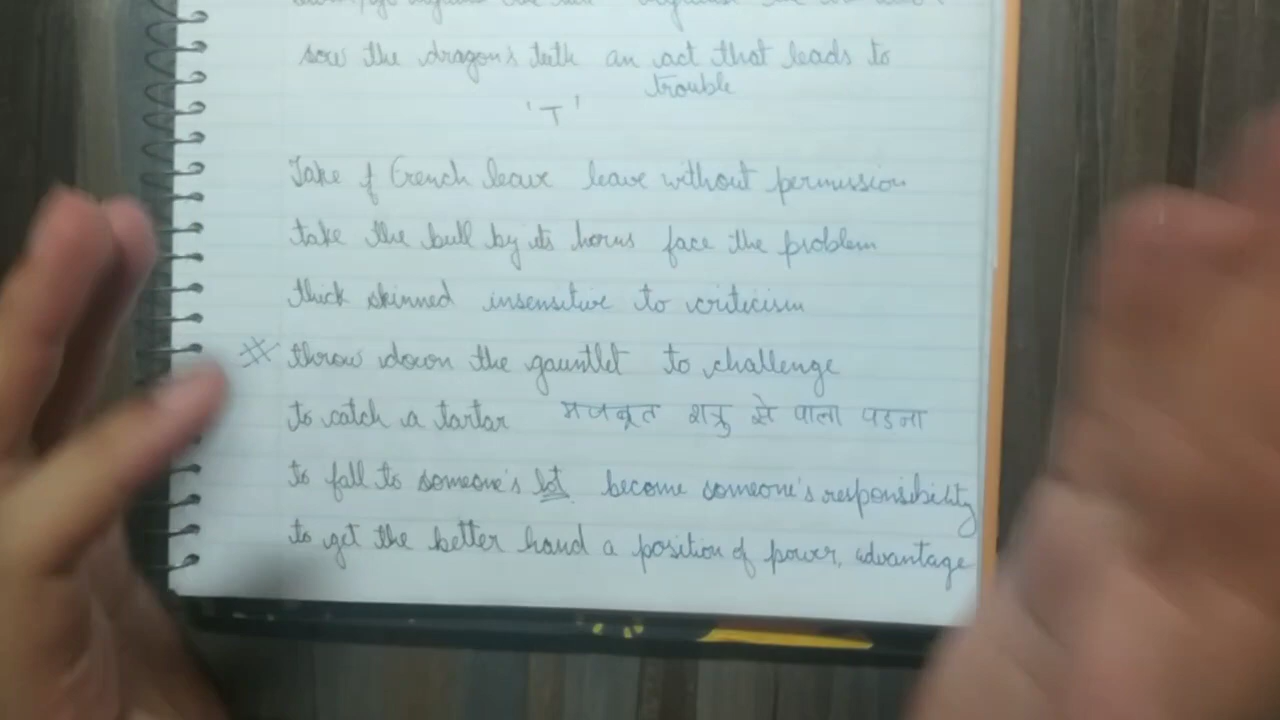 sow the dragon's teeth an act that leads to
trouble
'T'
Take f French leave leave without permission
take the bull by its horns face the problem
thick skinned insensitive to criticism
# throw down the gauntlet to challenge
to catch a tartar मजबूत शत्रु से पाला पडना
to fall to someone's lot become someone's responsibility
to get the better hand a position of power, advantage